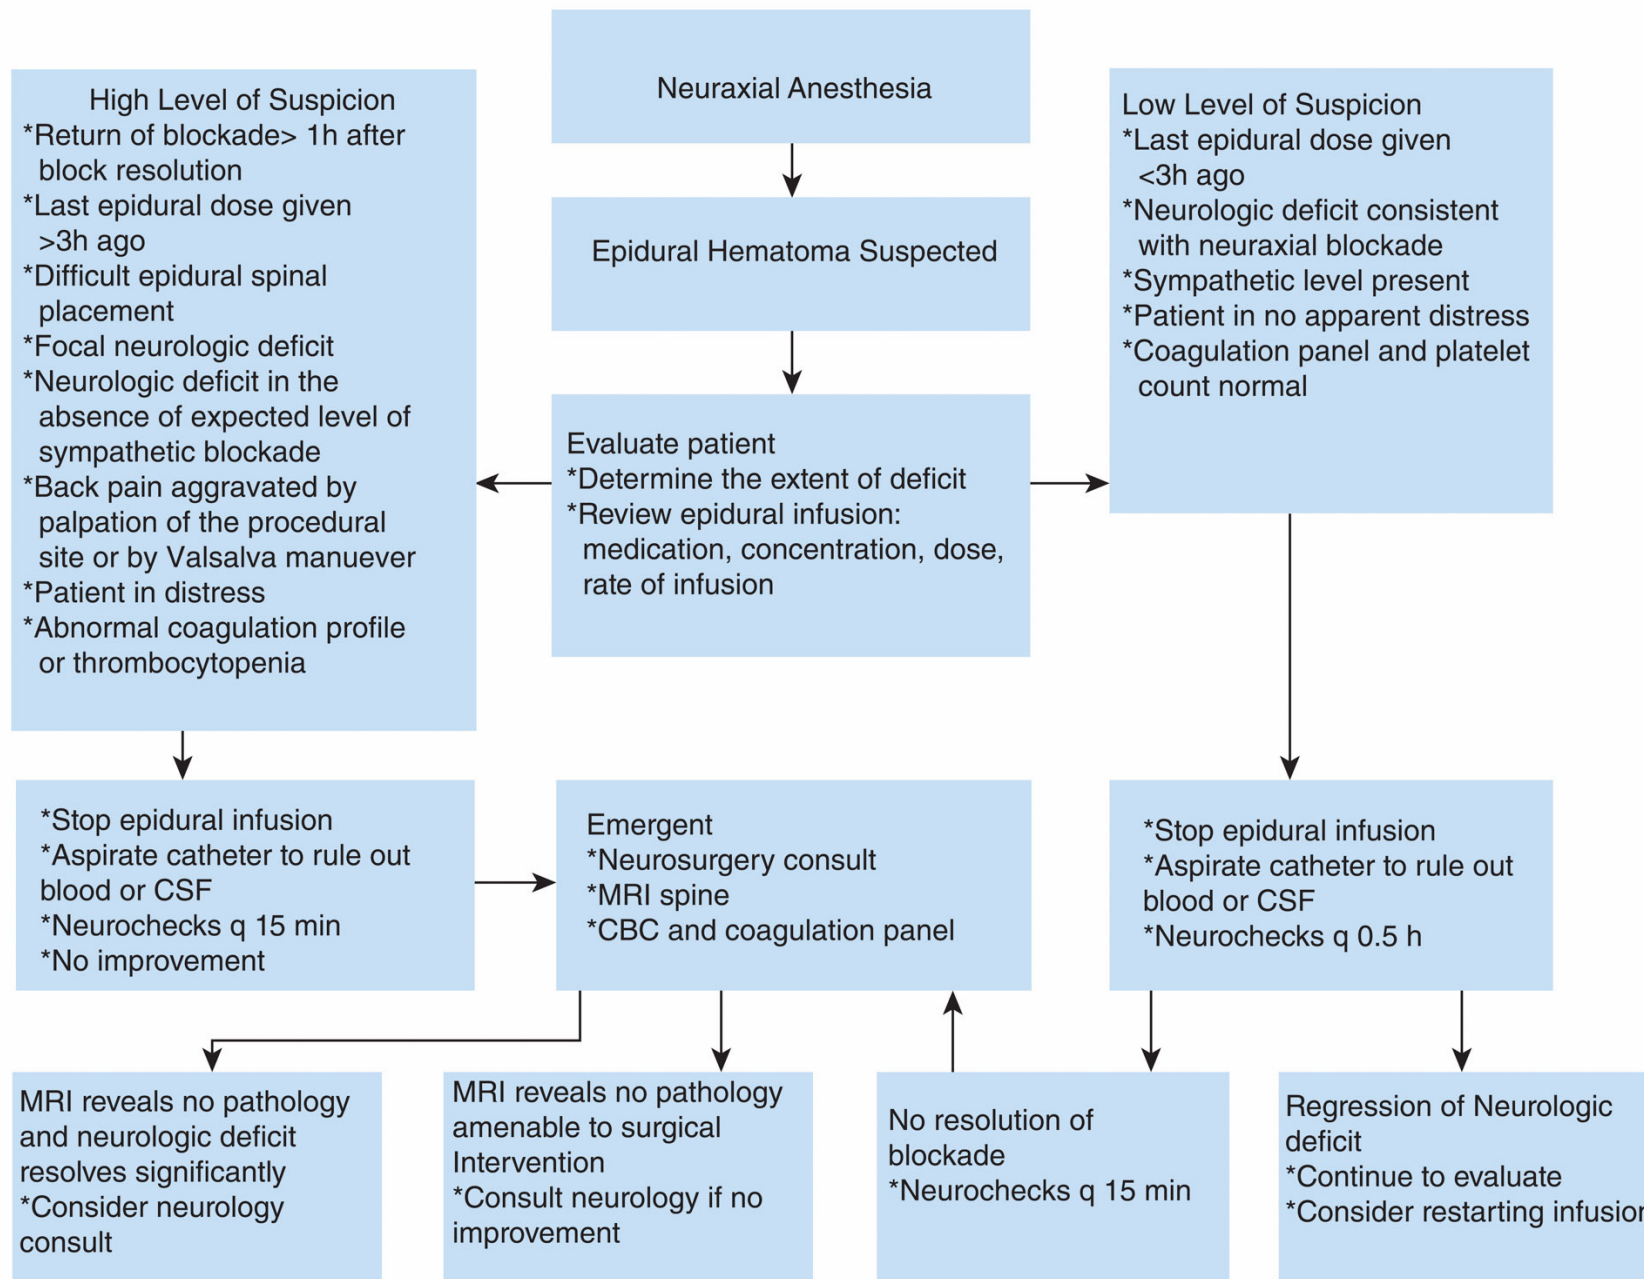 Neuraxial Anesthesia
Epidural Hematoma Suspected
Evaluate patient
*Determine the extent of deficit
*Review epidural infusion:
medication, concentration, dose,
rate of infusion
High Level of Suspicion
*Return of blockade> 1h after
block resolution
*Last epidural dose given
>3h ago
*Difficult epidural spinal
placement
*Focal neurologic deficit
*Neurologic deficit in the
absence of expected level of
sympathetic blockade
*Back pain aggravated by
palpation of the procedural
site or by Valsalva manuever
*Patient in distress
*Abnormal coagulation profile
or thrombocytopenia
Low Level of Suspicion
*Last epidural dose given
<3h ago
*Neurologic deficit consistent
with neuraxial blockade
*Sympathetic level present
*Patient in no apparent distress
*Coagulation panel and platelet
count normal
*Stop epidural infusion
*Aspirate catheter to rule out
blood or CSF
*Neurochecks q 15 min
*No improvement
Emergent
*Neurosurgery consult
*MRI spine
*CBC and coagulation panel
*Stop epidural infusion
*Aspirate catheter to rule out
blood or CSF
*Neurochecks q 0.5 h
MRI reveals no pathology
and neurologic deficit
resolves significantly
*Consider neurology
consult
MRI reveals no pathology
amenable to surgical
Intervention
*Consult neurology if no
improvement
No resolution of
blockade
*Neurochecks q 15 min
Regression of Neurologic
deficit
*Continue to evaluate
*Consider restarting infusion